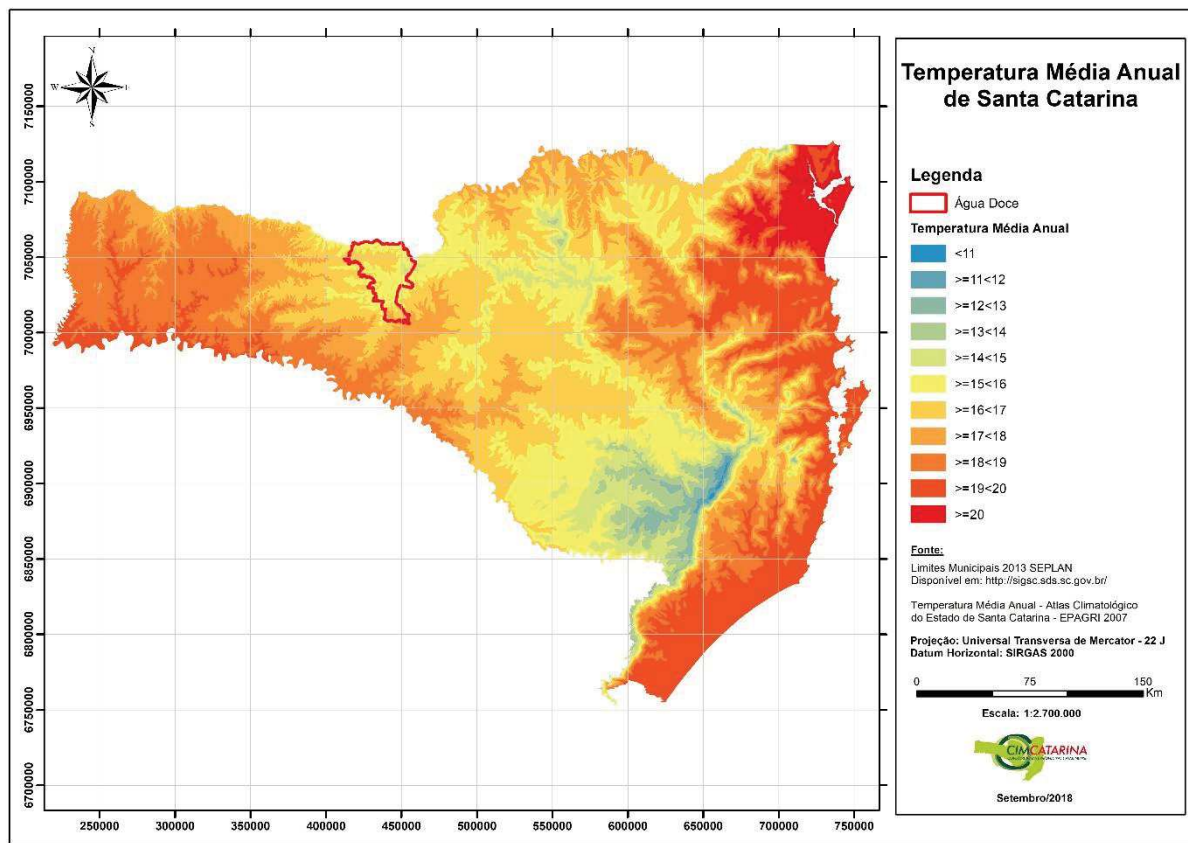 N
W
E
S
7150000
7100000
7050000
7000000
6950000
6900000
6850000
6800000
6750000
6700000
250000
300000
350000
400000
450000
500000
550000
600000
650000
700000
750000
Temperatura Média Anual
de Santa Catarina
Legenda
Água Doce
Temperatura Média Anual
<11
>=11<12
>=12<13
>=13<14
>=14<15
>=15<16
>=16<17
>=17<18
>=18<19
>=19<20
>=20
Fonte:
Limites Municipais 2013 SEPLAN
Disponível em: http://sigsc.sds.sc.gov.br/
Temperatura Média Anual - Atlas Climatológico
do Estado de Santa Catarina - EPAGRI 2007
Projeção: Universal Transversa de Mercator - 22 J
Datum Horizontal: SIRGAS 2000
0 75 150
Km
Escala: 1:2.700.000
CIMCATARINA
Setembro/2018